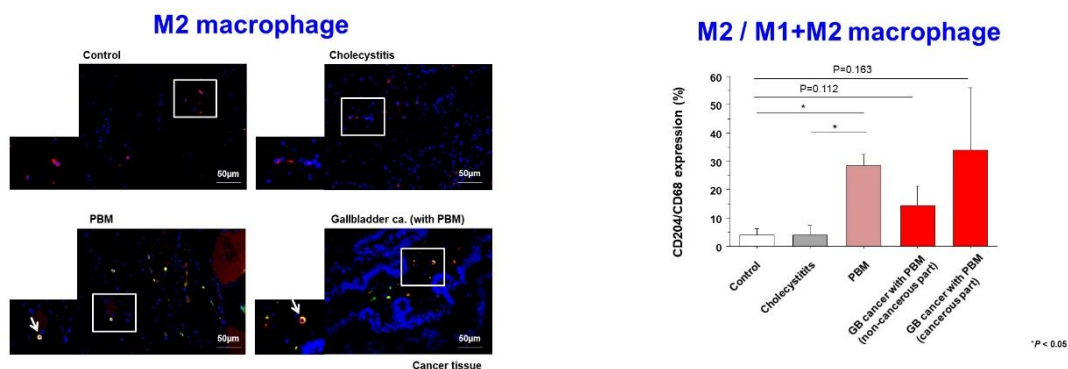 M2 macrophage
Control
Cholecystitis
50µm
50µm
PBM
Gallbladder ca. (with PBM)
50µm
50µm
Cancer tissue
M2 / M1+M2 macrophage
P=0.163
P=0.112
*
*
CD204/CD68 expression (%)
60
50
40
30
20
10
0
Control
Cholecystitits
PBM
GB cancer with PBM
(non-cancerous part)
GB cancer with PBM
(cancerous part)
*P < 0.05